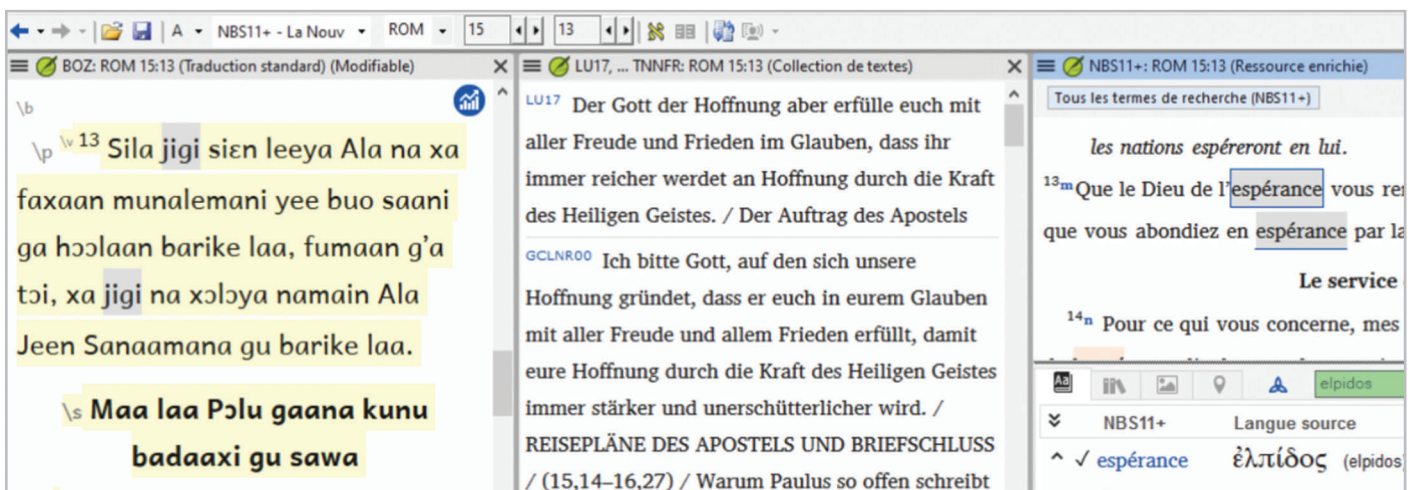 A NBS11+ - La Nouv ROM 15 13
BOZ: ROM 15:13 (Traduction standard) (Modifiable)
\b
\p \v 13 Sila jigi siɛn leeya Ala na xa
faxaan munalemani yee buo saani
ga hɔɔlaan barike laa, fumaan g’a
tɔi, xa jigi na xɔlɔya namain Ala
Jeen Sanaamana gu barike laa.
\s Maa laa Pɔlu gaana kunu
badaaxi gu sawa
LU17, ... TNNFR: ROM 15:13 (Collection de textes)
LU17 Der Gott der Hoffnung aber erfülle euch mit
aller Freude und Frieden im Glauben, dass ihr
immer reicher werdet an Hoffnung durch die Kraft
des Heiligen Geistes. / Der Auftrag des Apostels
GCLNR00 Ich bitte Gott, auf den sich unsere
Hoffnung gründet, dass er euch in eurem Glauben
mit aller Freude und allem Frieden erfüllt, damit
eure Hoffnung durch die Kraft des Heiligen Geistes
immer stärker und unerschütterlicher wird. /
REISEPLÄNE DES APOSTELS UND BRIEFSCHLUSS
/ (15,14–16,27) / Warum Paulus so offen schreibt
NBS11+: ROM 15:13 (Ressource enrichie)
Tous les termes de recherche (NBS11+)
les nations espéreront en lui.
13m Que le Dieu de l’espérance vous
que vous abondiez en espérance par la
Le service
14n Pour ce qui vous concerne, mes
elpidos
NBS11+ Langue source
espérance ἐλπίδος (elpidos